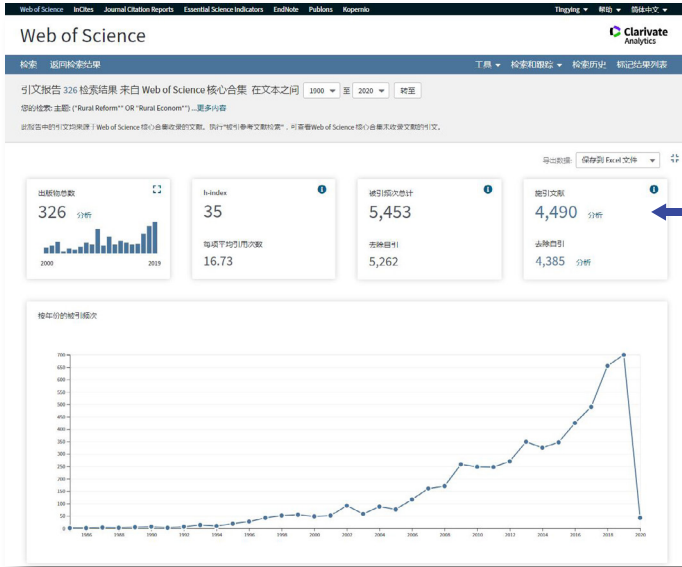 Web of Science InCites Journal Citation Reports Essential Science Indicators EndNote Publons Kopernio Tingying 帮助 简体中文
Web of Science
Clarivate
Analytics
检索 返回检索结果 工具 检索和跟踪 检索历史 标记结果列表
引文报告 326 检索结果 来自 Web of Science 核心合集 在文本之间 1900 至 2020 转至
您的检索: 主题: ("Rural Reform*" OR "Rural Econom*") ...更多内容
此报告中的引文均来源于 Web of Science 核心合集收录的文献。执行"被引参考文献检索"，可查看Web of Science 核心合集未收录文献的引文。
导出数据: 保存到 Excel 文件
出版物总数
326 分析
2000 2019
h-index
35
每项平均引用次数
16.73
被引频次总计
5,453
去除自引
5,262
施引文献
4,490 分析
去除自引
4,385 分析
按年份的被引频次
700
650
600
550
500
450
400
350
300
250
200
150
100
50
0
1986 1988 1990 1992 1994 1996 1998 2000 2002 2004 2006 2008 2010 2012 2014 2016 2018 2020